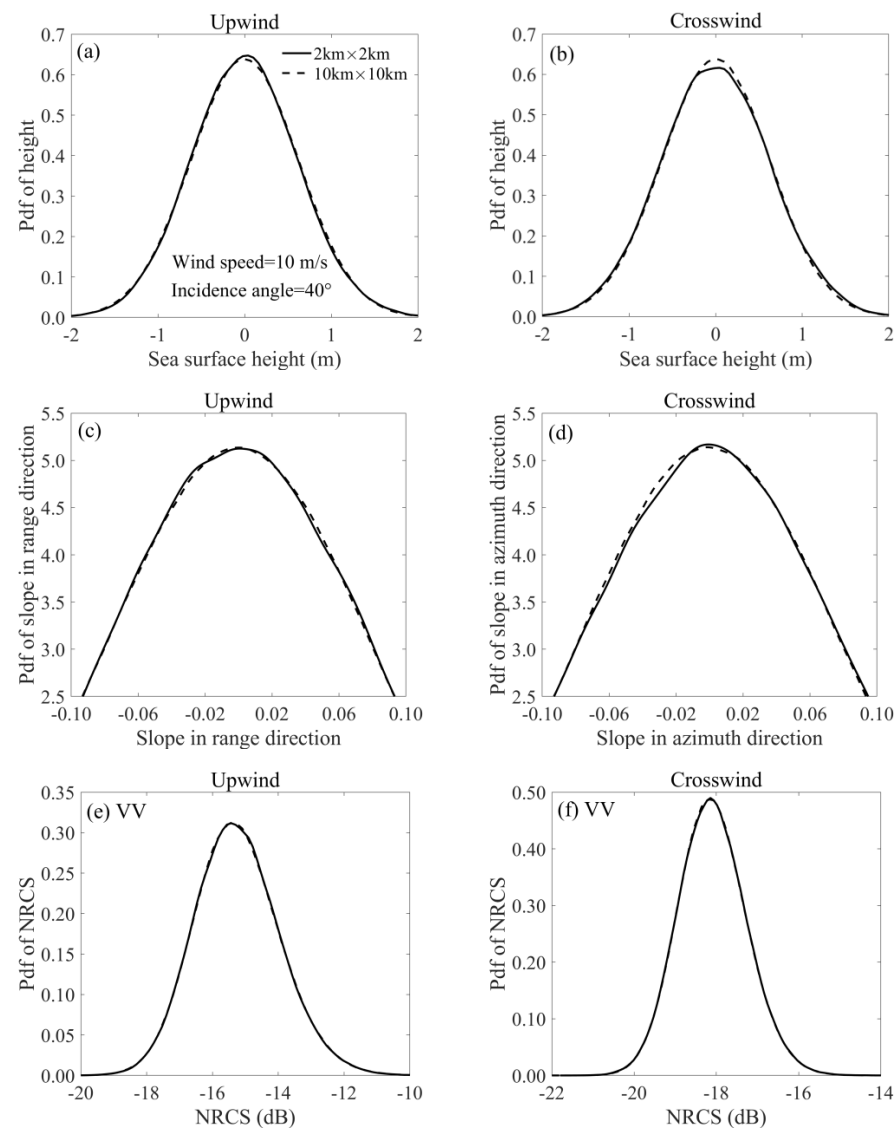 Upwind
(a)
2km×2km
10km×10km
Pdf of height
0.7
0.6
0.5
0.4
0.3
0.2
0.1
0.0
Wind speed=10 m/s
Incidence angle=40°
-2 -1 0 1 2
Sea surface height (m)
Crosswind
(b)
Pdf of height
0.7
0.6
0.5
0.4
0.3
0.2
0.1
0.0
-2 -1 0 1 2
Sea surface height (m)
Upwind
(c)
Pdf of slope in range direction
5.5
5.0
4.5
4.0
3.5
3.0
2.5
-0.10 -0.06 -0.02 0.02 0.06 0.10
Slope in range direction
Crosswind
(d)
Pdf of slope in azimuth direction
5.5
5.0
4.5
4.0
3.5
3.0
2.5
-0.10 -0.06 -0.02 0.02 0.06 0.10
Slope in azimuth direction
Upwind
(e) VV
Pdf of NRCS
0.35
0.30
0.25
0.20
0.15
0.10
0.05
0.00
-20 -18 -16 -14 -12 -10
NRCS (dB)
Crosswind
(f) VV
Pdf of NRCS
0.50
0.40
0.30
0.20
0.10
0.00
-22 -20 -18 -16 -14
NRCS (dB)